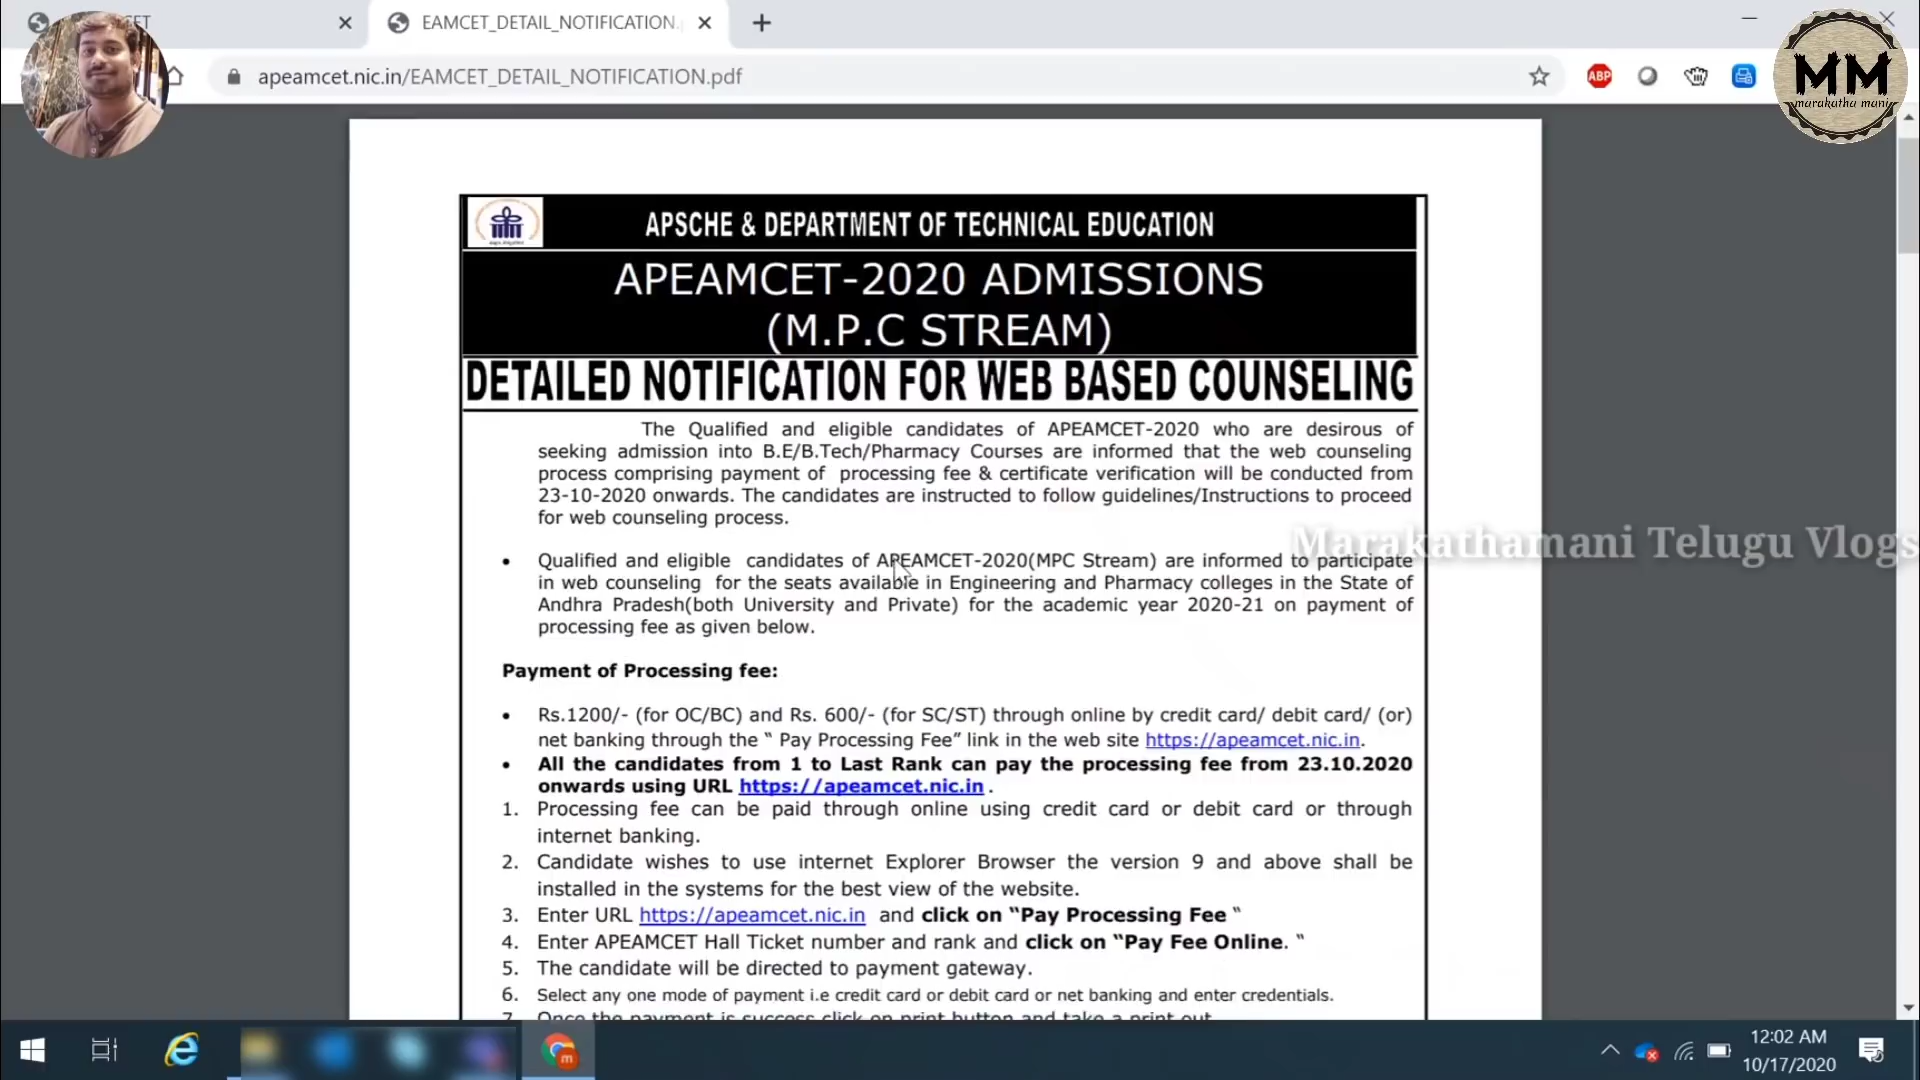 EAMCET_DETAIL_NOTIFICATION.
apeamcet.nic.in/EAMCET_DETAIL_NOTIFICATION.pdf
ABP
MM
marakatha mani
APSCHE & DEPARTMENT OF TECHNICAL EDUCATION
APEAMCET-2020 ADMISSIONS
(M.P.C STREAM)
DETAILED NOTIFICATION FOR WEB BASED COUNSELING
The Qualified and eligible candidates of APEAMCET-2020 who are desirous of
seeking admission into B.E/B.Tech/Pharmacy Courses are informed that the web counseling
process comprising payment of processing fee & certificate verification will be conducted from
23-10-2020 onwards. The candidates are instructed to follow guidelines/Instructions to proceed
for web counseling process.
Marakathamani Telugu Vlogs
• Qualified and eligible candidates of APEAMCET-2020(MPC Stream) are informed to participate
in web counseling for the seats available in Engineering and Pharmacy colleges in the State of
Andhra Pradesh(both University and Private) for the academic year 2020-21 on payment of
processing fee as given below.
Payment of Processing fee:
• Rs.1200/- (for OC/BC) and Rs. 600/- (for SC/ST) through online by credit card/ debit card/ (or)
net banking through the “ Pay Processing Fee” link in the web site https://apeamcet.nic.in.
• All the candidates from 1 to Last Rank can pay the processing fee from 23.10.2020
onwards using URL https://apeamcet.nic.in .
1. Processing fee can be paid through online using credit card or debit card or through
internet banking.
2. Candidate wishes to use internet Explorer Browser the version 9 and above shall be
installed in the systems for the best view of the website.
3. Enter URL https://apeamcet.nic.in and click on “Pay Processing Fee “
4. Enter APEAMCET Hall Ticket number and rank and click on “Pay Fee Online. “
5. The candidate will be directed to payment gateway.
6. Select any one mode of payment i.e credit card or debit card or net banking and enter credentials.
7. Once the payment is success click on print button and take a print out.
m
12:02 AM
10/17/2020